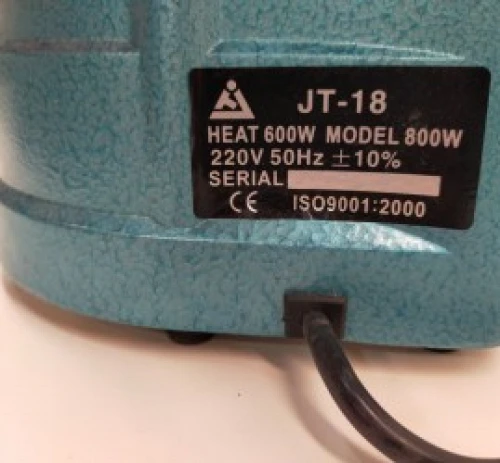 JT-18
HEAT 600W MODEL 800W
220V 50Hz ±10%
SERIAL
CE ISO9001:2000